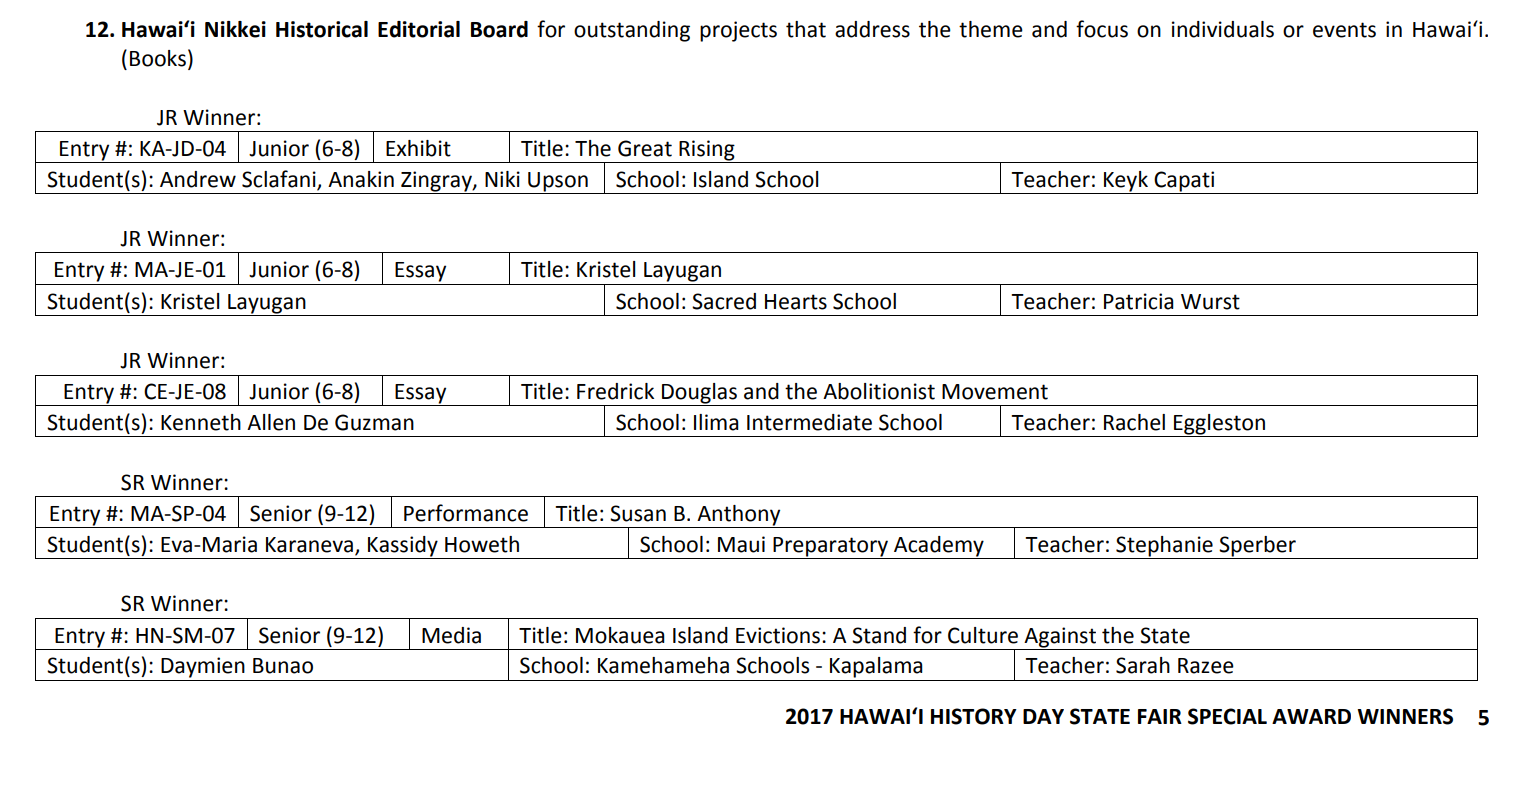 12. Hawai‘i Nikkei Historical Editorial Board for outstanding projects that address the theme and focus on individuals or events in Hawai‘i.
(Books)
JR Winner:
Entry #: KA-JD-04 Junior (6-8) Exhibit Title: The Great Rising
Student(s): Andrew Sclafani, Anakin Zingray, Niki Upson School: Island School Teacher: Keyk Capati
JR Winner:
Entry #: MA-JE-01 Junior (6-8) Essay Title: Kristel Layugan
Student(s): Kristel Layugan School: Sacred Hearts School Teacher: Patricia Wurst
JR Winner:
Entry #: CE-JE-08 Junior (6-8) Essay Title: Fredrick Douglas and the Abolitionist Movement
Student(s): Kenneth Allen De Guzman School: Ilima Intermediate School Teacher: Rachel Eggleston
SR Winner:
Entry #: MA-SP-04 Senior (9-12) Performance Title: Susan B. Anthony
Student(s): Eva-Maria Karaneva, Kassidy Howeth School: Maui Preparatory Academy Teacher: Stephanie Sperber
SR Winner:
Entry #: HN-SM-07 Senior (9-12) Media Title: Mokauea Island Evictions: A Stand for Culture Against the State
Student(s): Daymien Bunao School: Kamehameha Schools - Kapalama Teacher: Sarah Razee
2017 HAWAI‘I HISTORY DAY STATE FAIR SPECIAL AWARD WINNERS 5